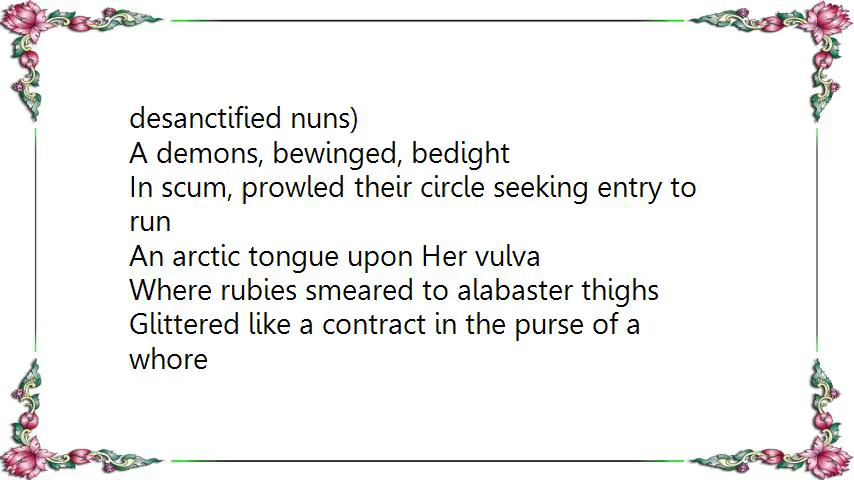 desanctified nuns)
A demons, bewinged, bedight
In scum, prowled their circle seeking entry to
run
An arctic tongue upon Her vulva
Where rubies smeared to alabaster thighs
Glittered like a contract in the purse of a
whore